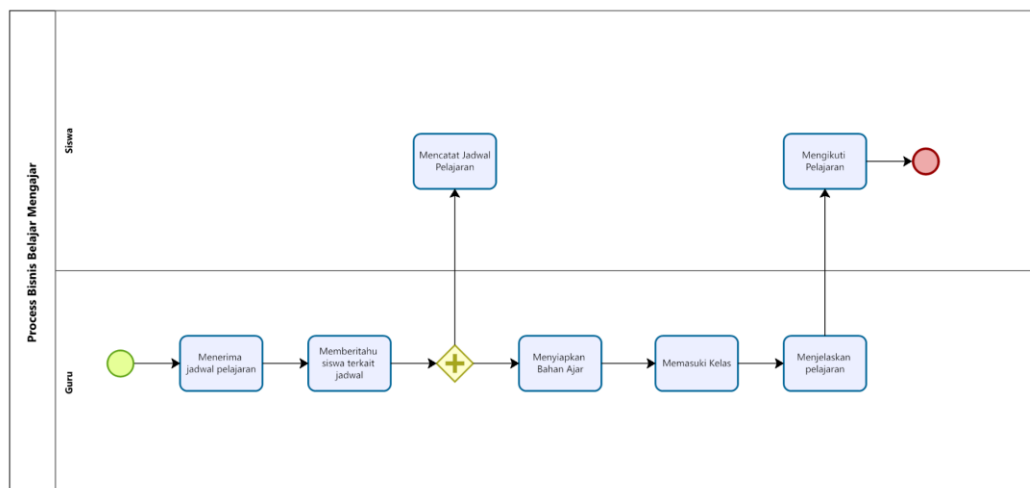 Process Bisnis Belajar Mengajar
Siswa
Mencatat Jadwal
Pelajaran
Mengikuti
Pelajaran
Guru
Menerima
jadwal pelajaran
Memberitahu
siswa terkait
jadwal
Menyiapkan
Bahan Ajar
Memasuki Kelas
Menjelaskan
pelajaran